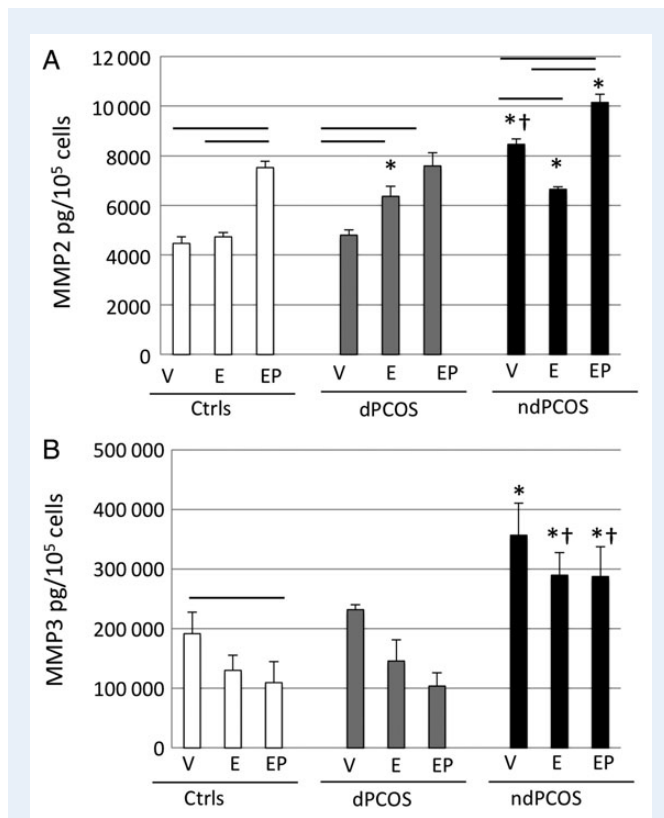 A
12 000
10 000
8000
6000
4000
2000
0
MMP2 pg/10⁵ cells
*
*†
*
*
V E EP V E EP V E EP
Ctrls dPCOS ndPCOS
B
500 000
400 000
300 000
200 000
100 000
0
MMP3 pg/10⁵ cells
*
*† *†
V E EP V E EP V E EP
Ctrls dPCOS ndPCOS